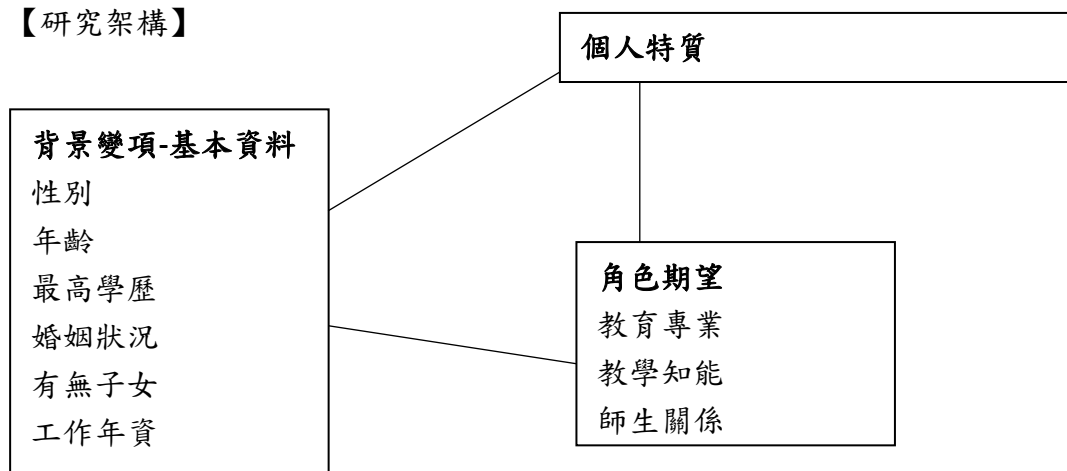 【研究架構】
個人特質
背景變項-基本資料
性別
年齡
最高學歷
婚姻狀況
有無子女
工作年資
角色期望
教育專業
教學知能
師生關係